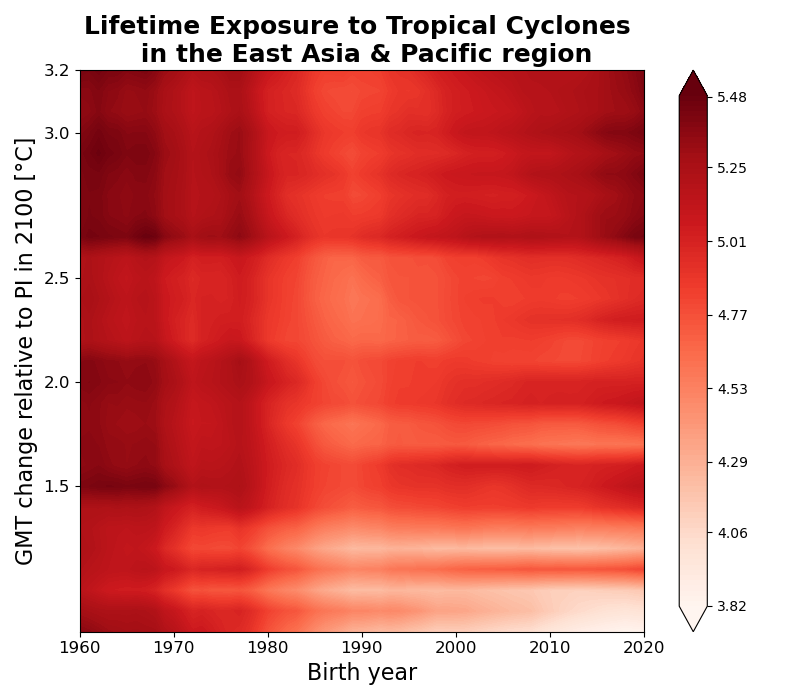 Lifetime Exposure to Tropical Cyclones
in the East Asia & Pacific region
GMT change relative to PI in 2100 [°C]
3.2
3.0
2.5
2.0
1.5
1960 1970 1980 1990 2000 2010 2020
Birth year
5.48
5.25
5.01
4.77
4.53
4.29
4.06
3.82